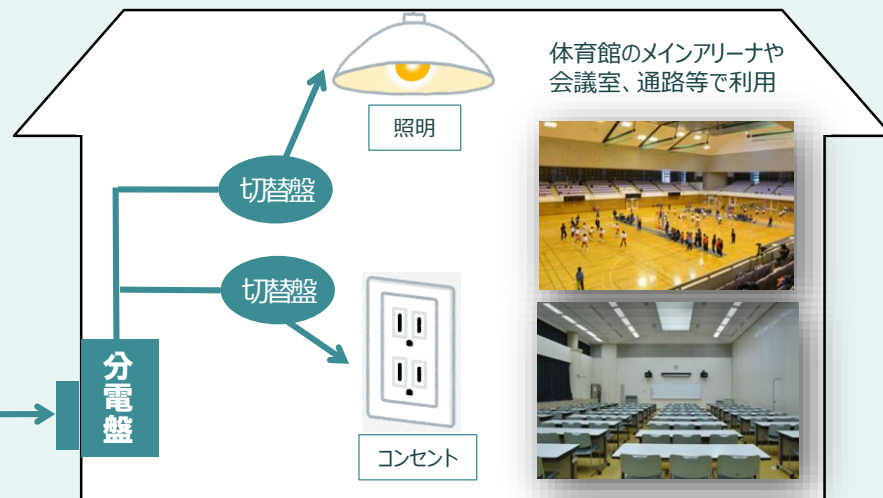 体育館のメインアリーナや
会議室、通路等で利用
照明
切替盤
切替盤
分電盤
コンセント